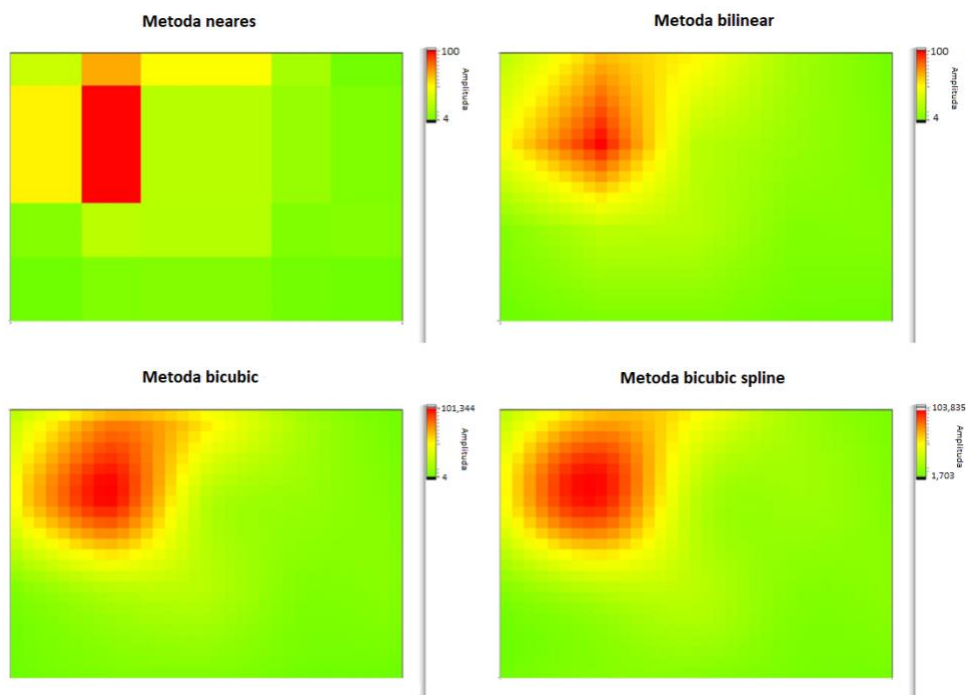 Metoda neares
Metoda bilinear
100
Amplituda
4
100
Amplituda
4
Metoda bicubic
Metoda bicubic spline
101,344
Amplituda
4
103,835
Amplituda
1,703